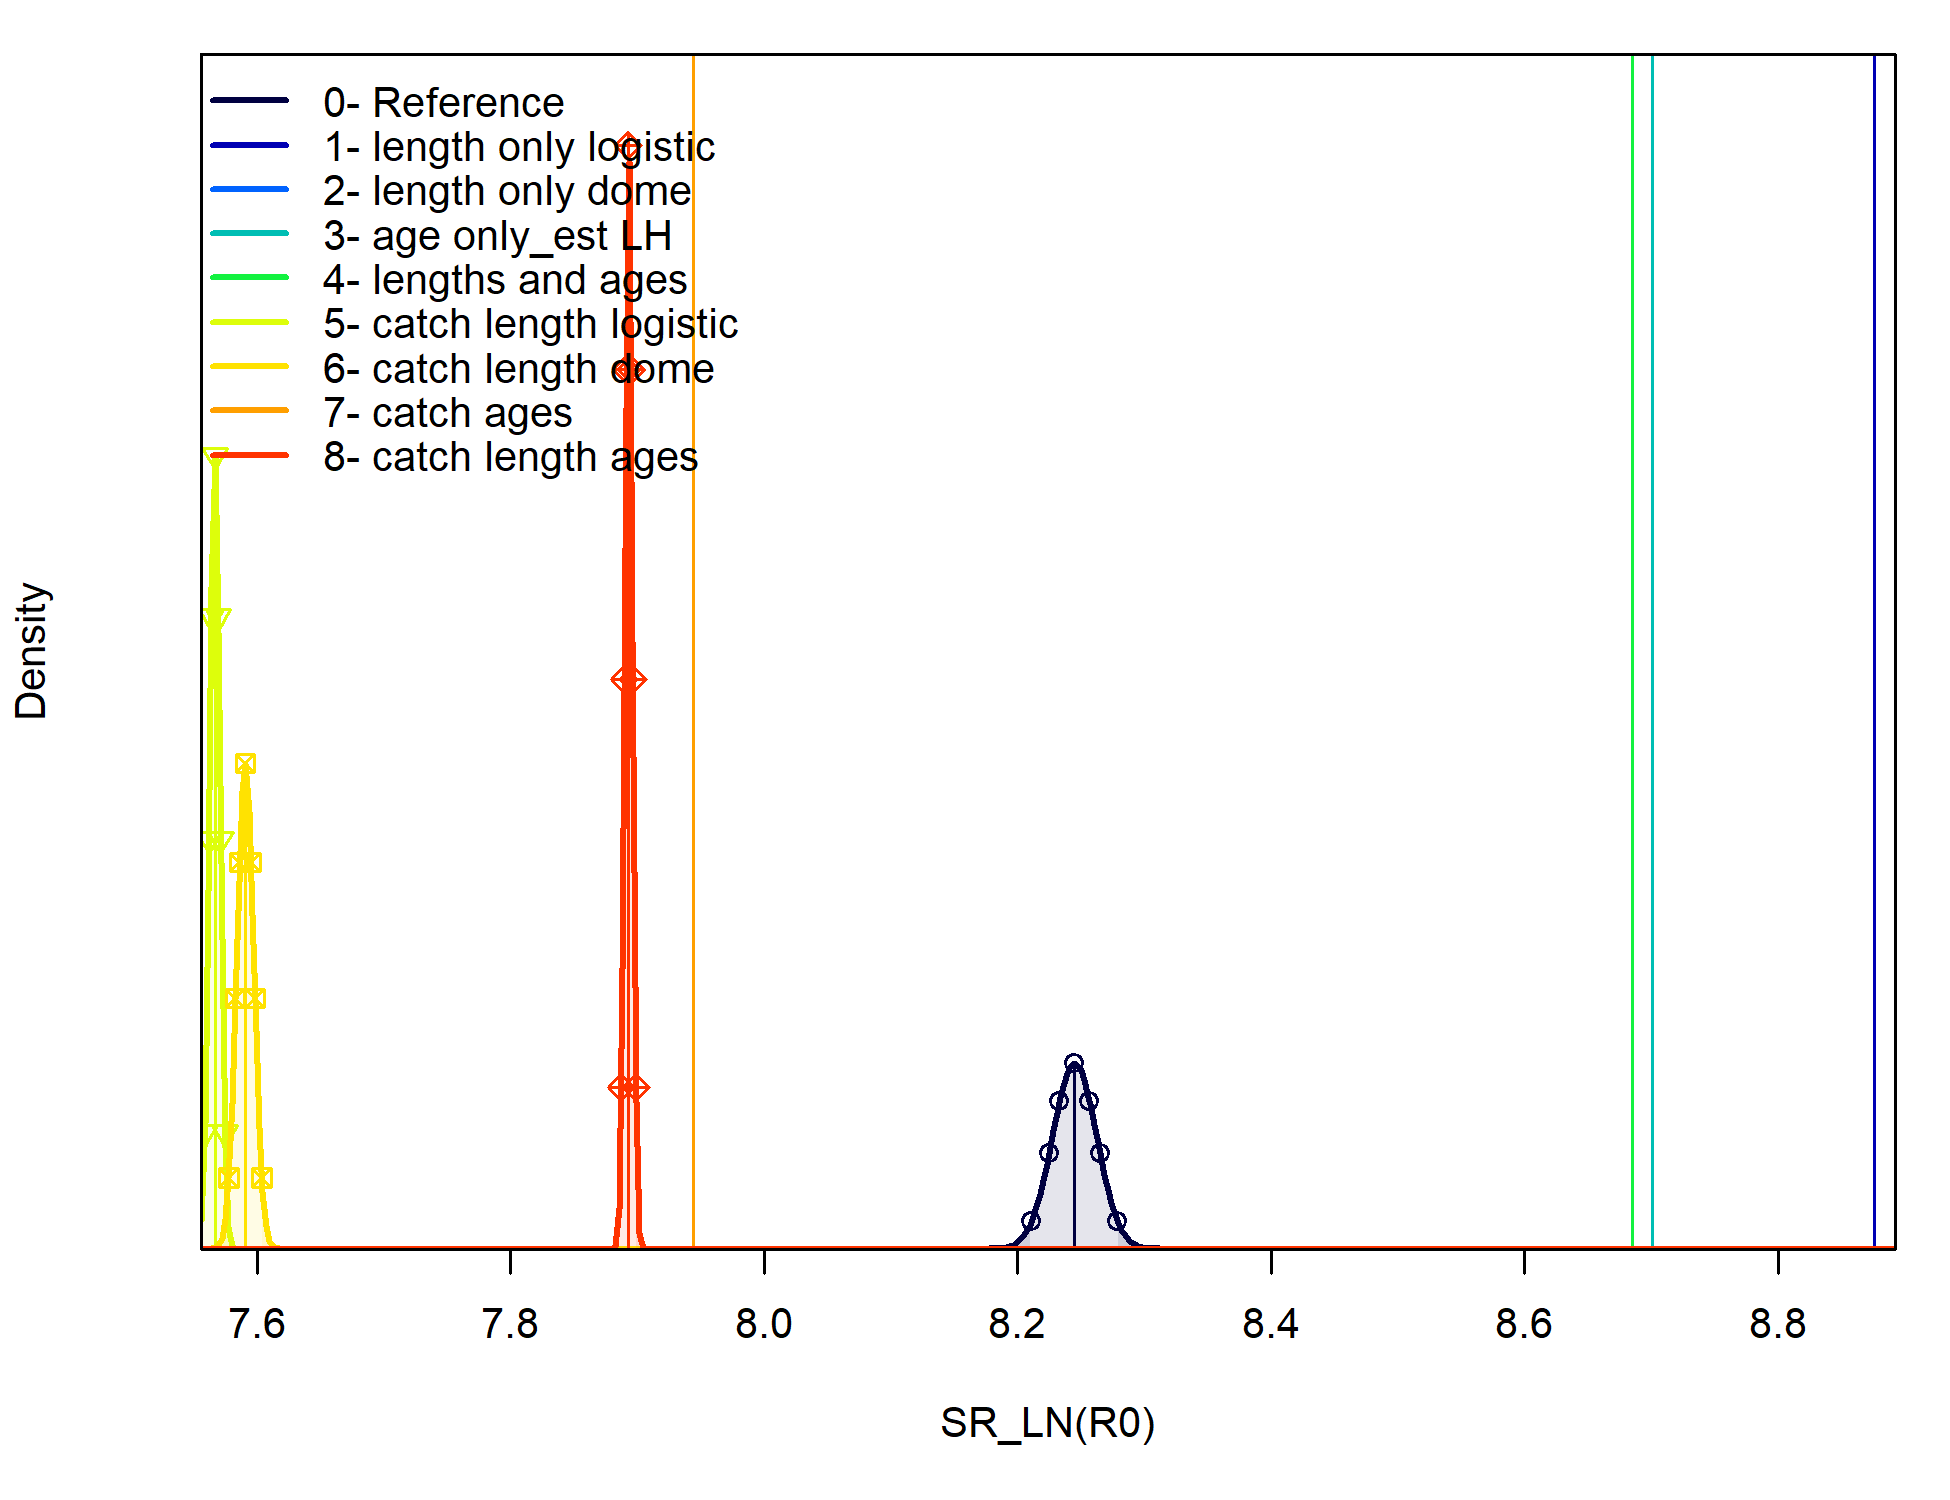 0- Reference
1- length only logistic
2- length only dome
3- age only_est LH
4- lengths and ages
5- catch length logistic
6- catch length dome
7- catch ages
8- catch length ages
Density
7.6 7.8 8.0 8.2 8.4 8.6 8.8
SR_LN(R0)